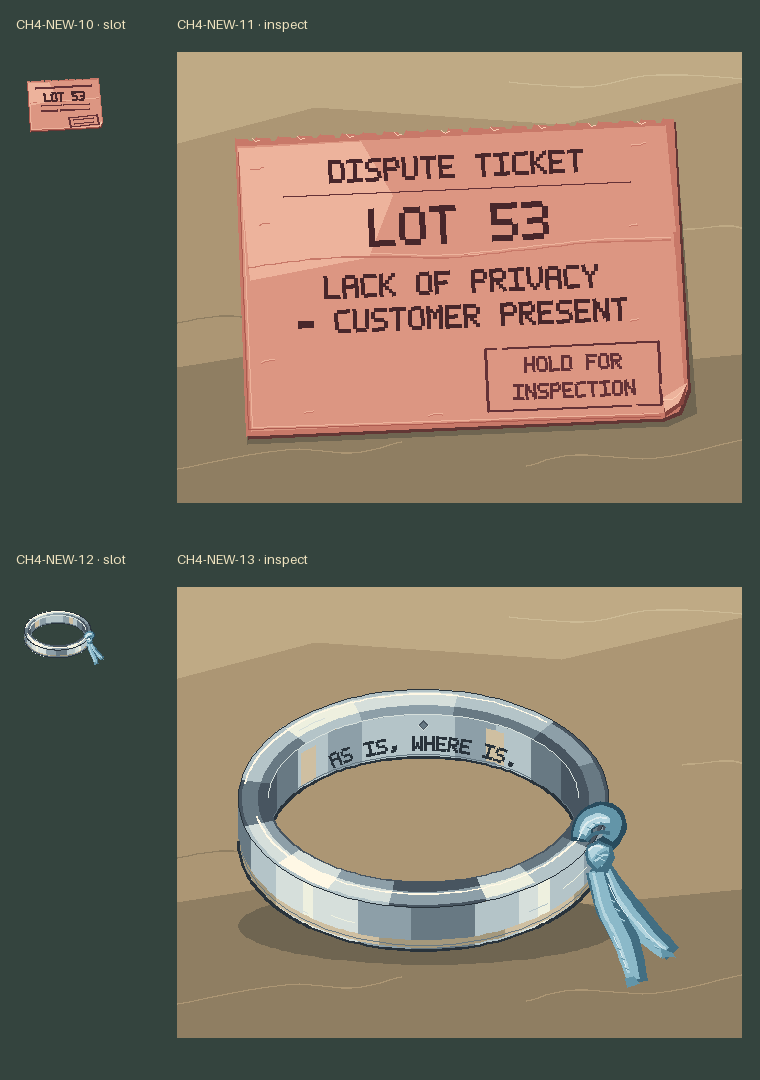 CH4-NEW-10 · slot
CH4-NEW-11 · inspect
LOT 53
DISPUTE TICKET
LOT 53
LACK OF PRIVACY
- CUSTOMER PRESENT
HOLD FOR
INSPECTION
CH4-NEW-12 · slot
CH4-NEW-13 · inspect
AS IS, WHERE IS.